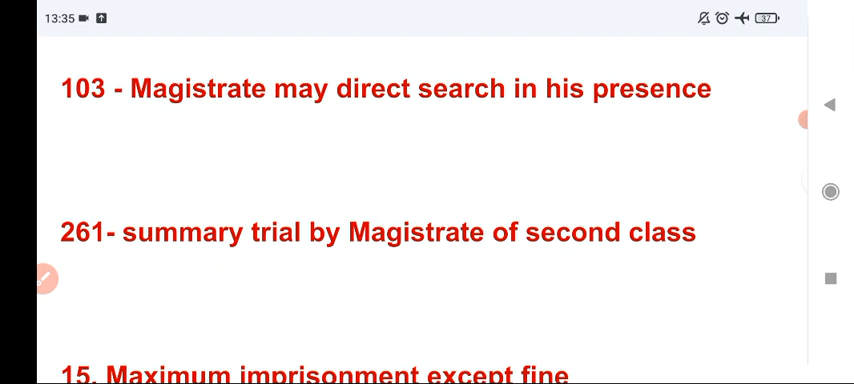 13:35
37
103 - Magistrate may direct search in his presence
261- summary trial by Magistrate of second class
15. Maximum imprisonment except fine